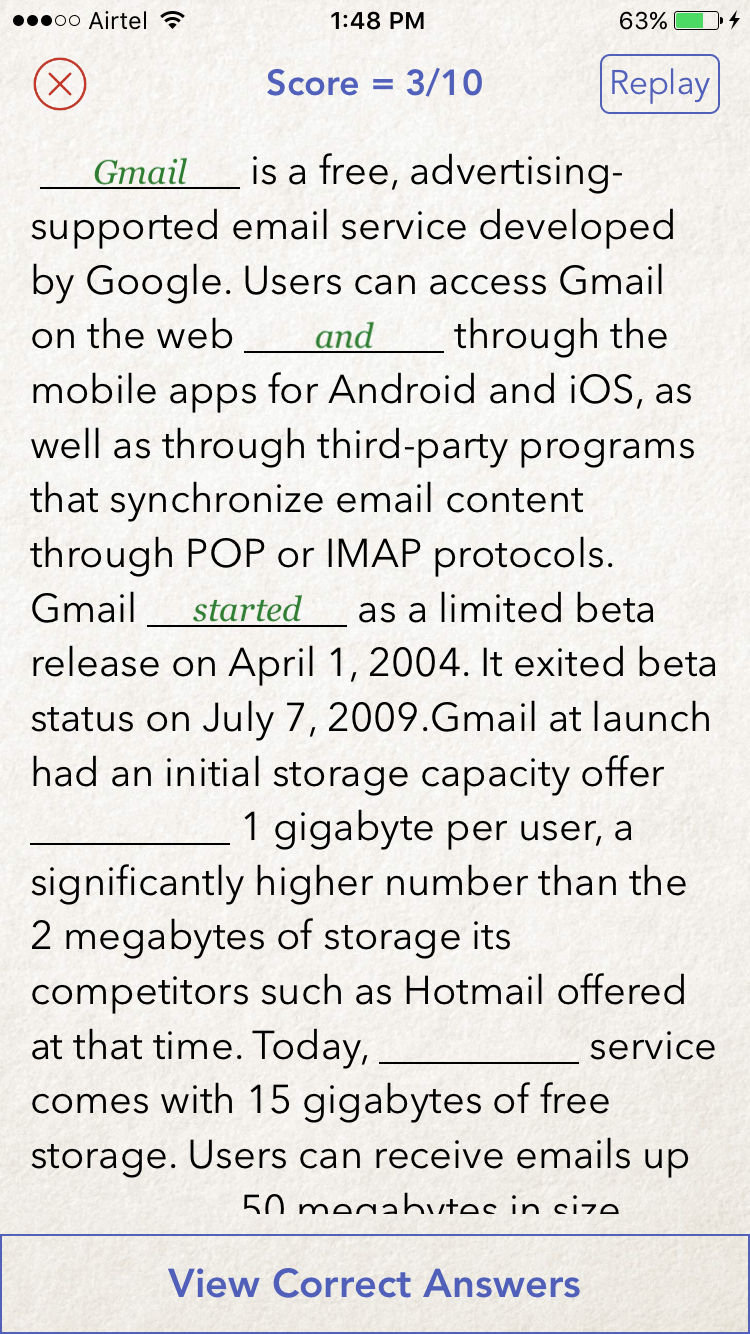 Airtel 1:48 PM 63%
Score = 3/10 Replay
Gmail is a free, advertising-
supported email service developed
by Google. Users can access Gmail
on the web and through the
mobile apps for Android and iOS, as
well as through third-party programs
that synchronize email content
through POP or IMAP protocols.
Gmail started as a limited beta
release on April 1, 2004. It exited beta
status on July 7, 2009.Gmail at launch
had an initial storage capacity offer
__________ 1 gigabyte per user, a
significantly higher number than the
2 megabytes of storage its
competitors such as Hotmail offered
at that time. Today, __________ service
comes with 15 gigabytes of free
storage. Users can receive emails up
50 megabytes in size
View Correct Answers